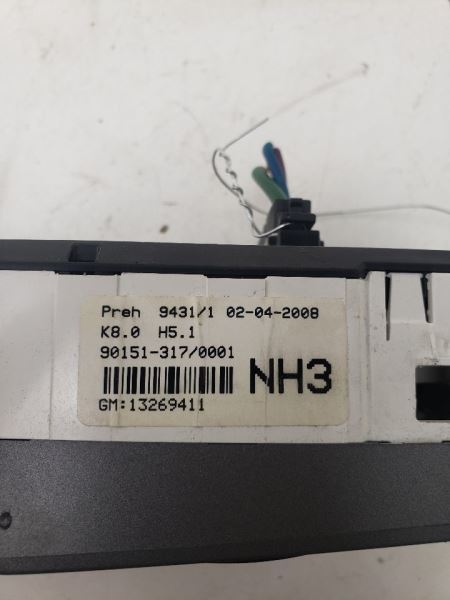 Preh 9431/1 02-04-2008
K8.0 H5.1
90151-317/0001
NH3
GM:13269411